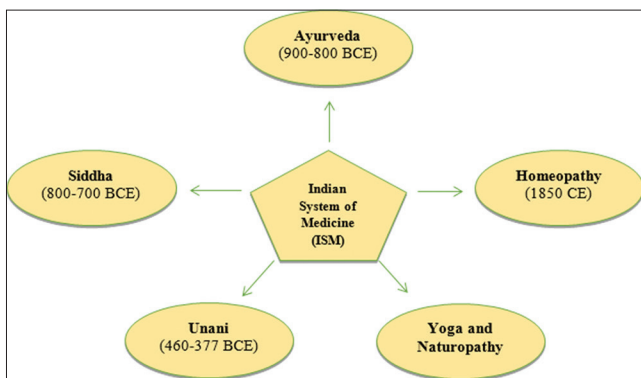 Ayurveda
(900-800 BCE)
Siddha
(800-700 BCE)
Indian
System of
Medicine
(ISM)
Homeopathy
(1850 CE)
Unani
(460-377 BCE)
Yoga and
Naturopathy